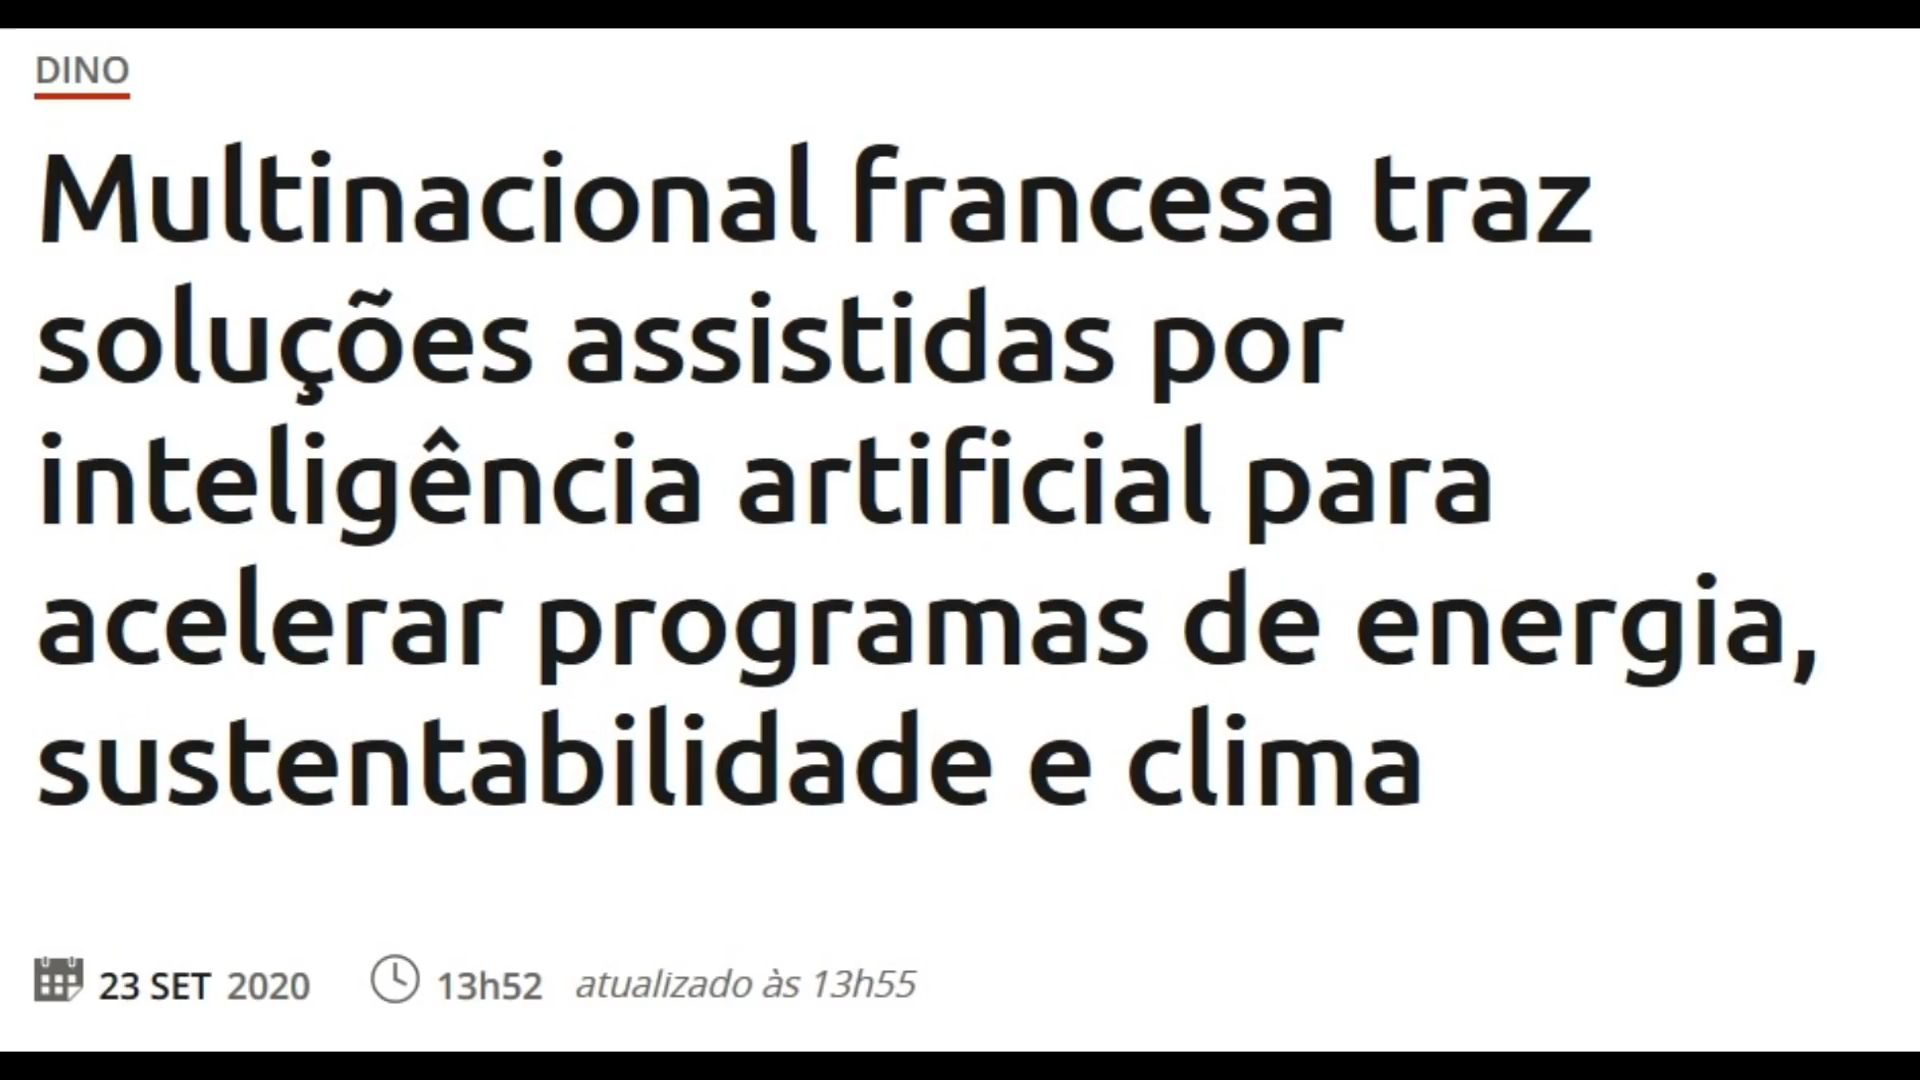 DINO
Multinacional francesa traz
soluções assistidas por
inteligência artificial para
acelerar programas de energia,
sustentabilidade e clima
23 SET 2020 13h52 atualizado às 13h55